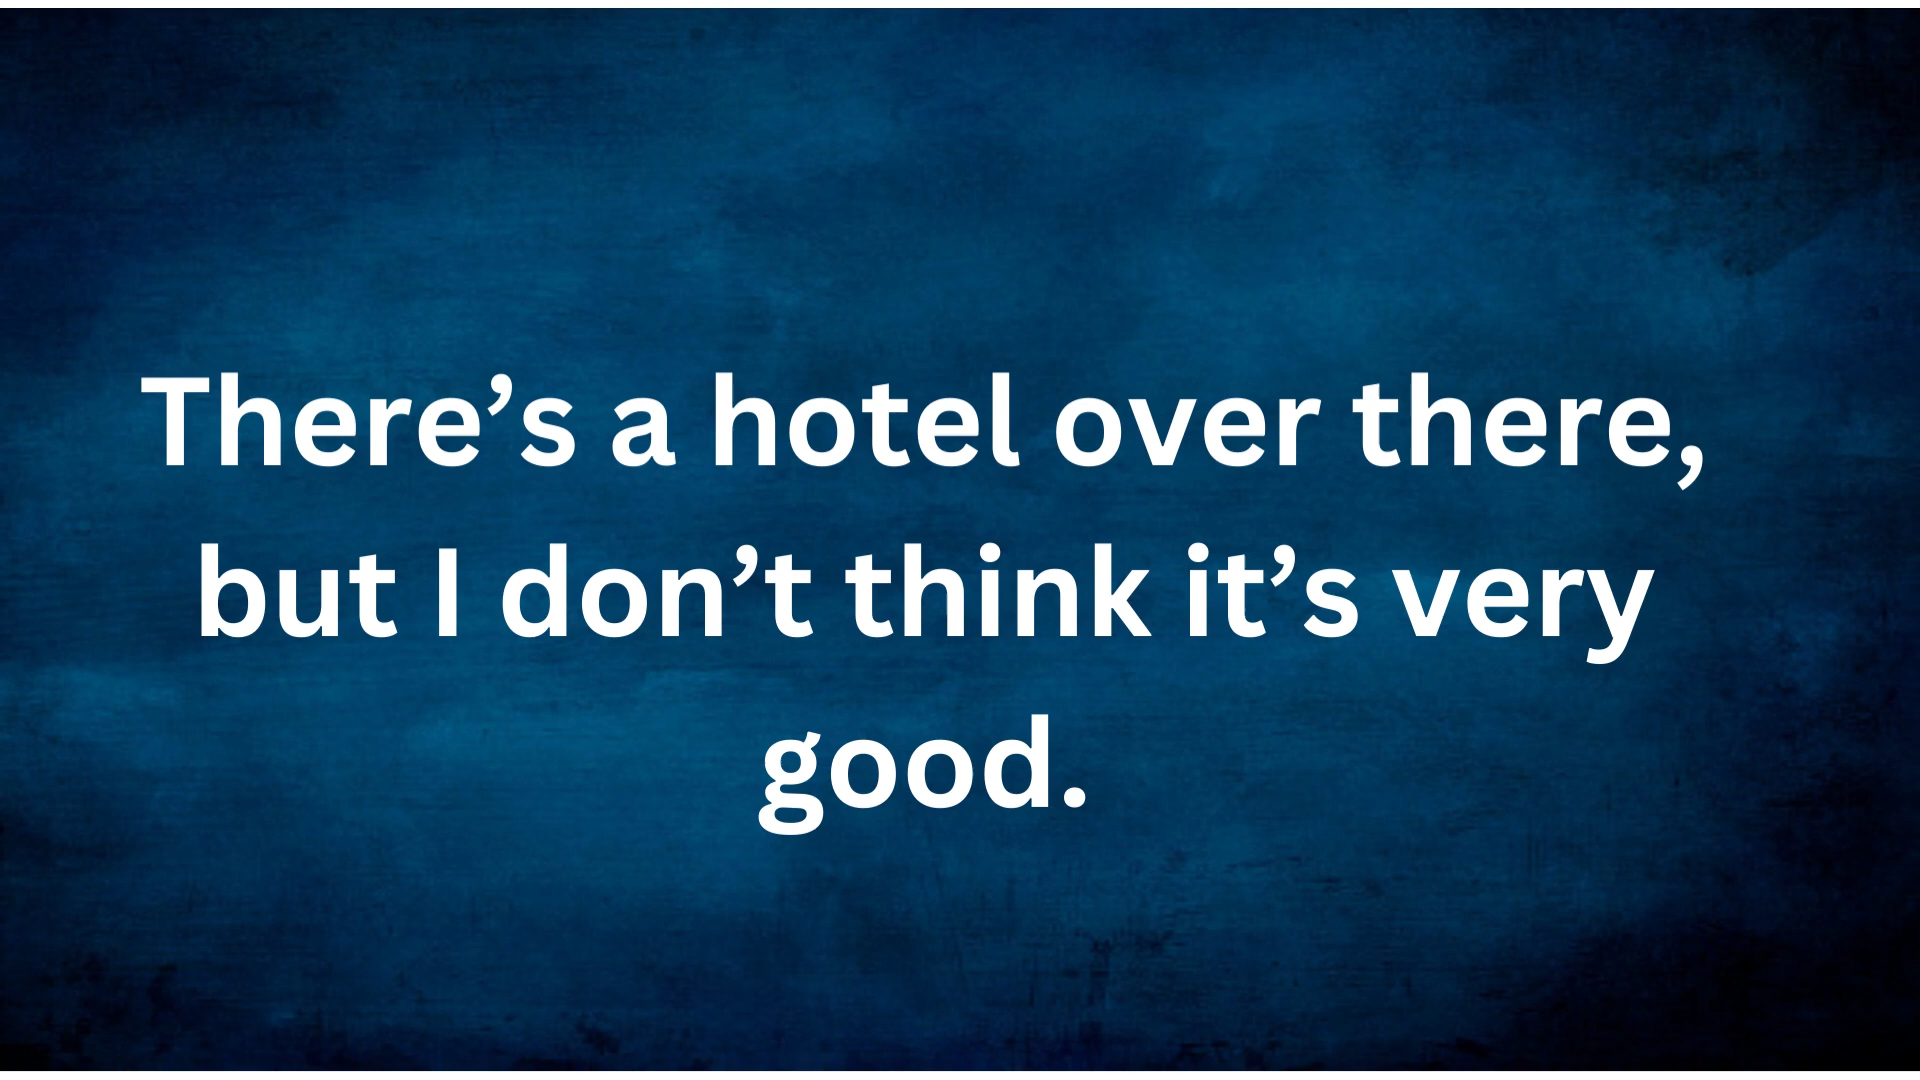 There’s a hotel over there,
but I don’t think it’s very
good.